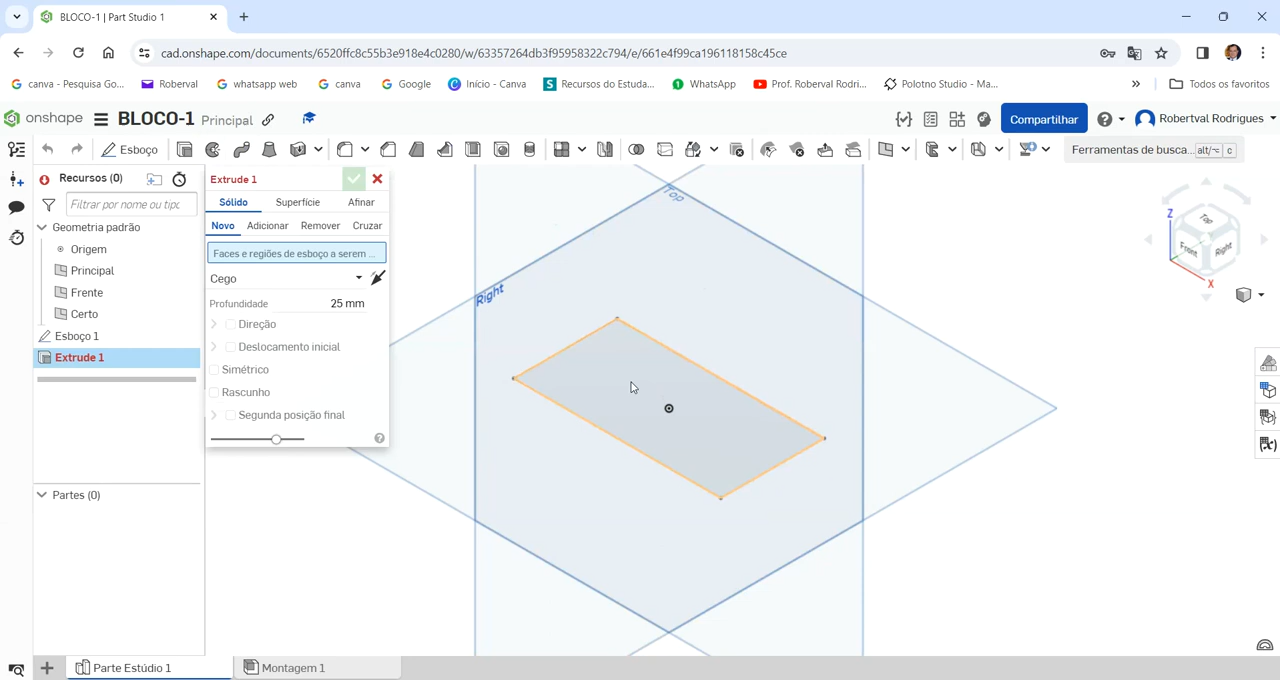 BLOCO-1 | Part Studio 1
cad.onshape.com/documents/6520ffc8c55b3e918e4c0280/w/63357264db3f95958322c794/e/661e4f99ca196118158c45ce
canva - Pesquisa Go... Roberval whatsapp web canva Google Início - Canva Recursos do Estuda... WhatsApp Prof. Roberval Rodri... Polotno Studio - Ma... » Todos os favoritos
onshape BLOCO-1 Principal Compartilhar Robertval Rodrigues
Esboço Ferramentas de busca... alt/⌥ c
Recursos (0)
Filtrar por nome ou tipo
Geometria padrão
Origem
Principal
Frente
Certo
Esboço 1
Extrude 1
Partes (0)
Extrude 1
Sólido Superfície Afinar
Novo Adicionar Remover Cruzar
Faces e regiões de esboço a serem ...
Cego
Profundidade 25 mm
Direção
Deslocamento inicial
Simétrico
Rascunho
Segunda posição final
Top
Right
Z
Top
Front
Right
X
Parte Estúdio 1 Montagem 1